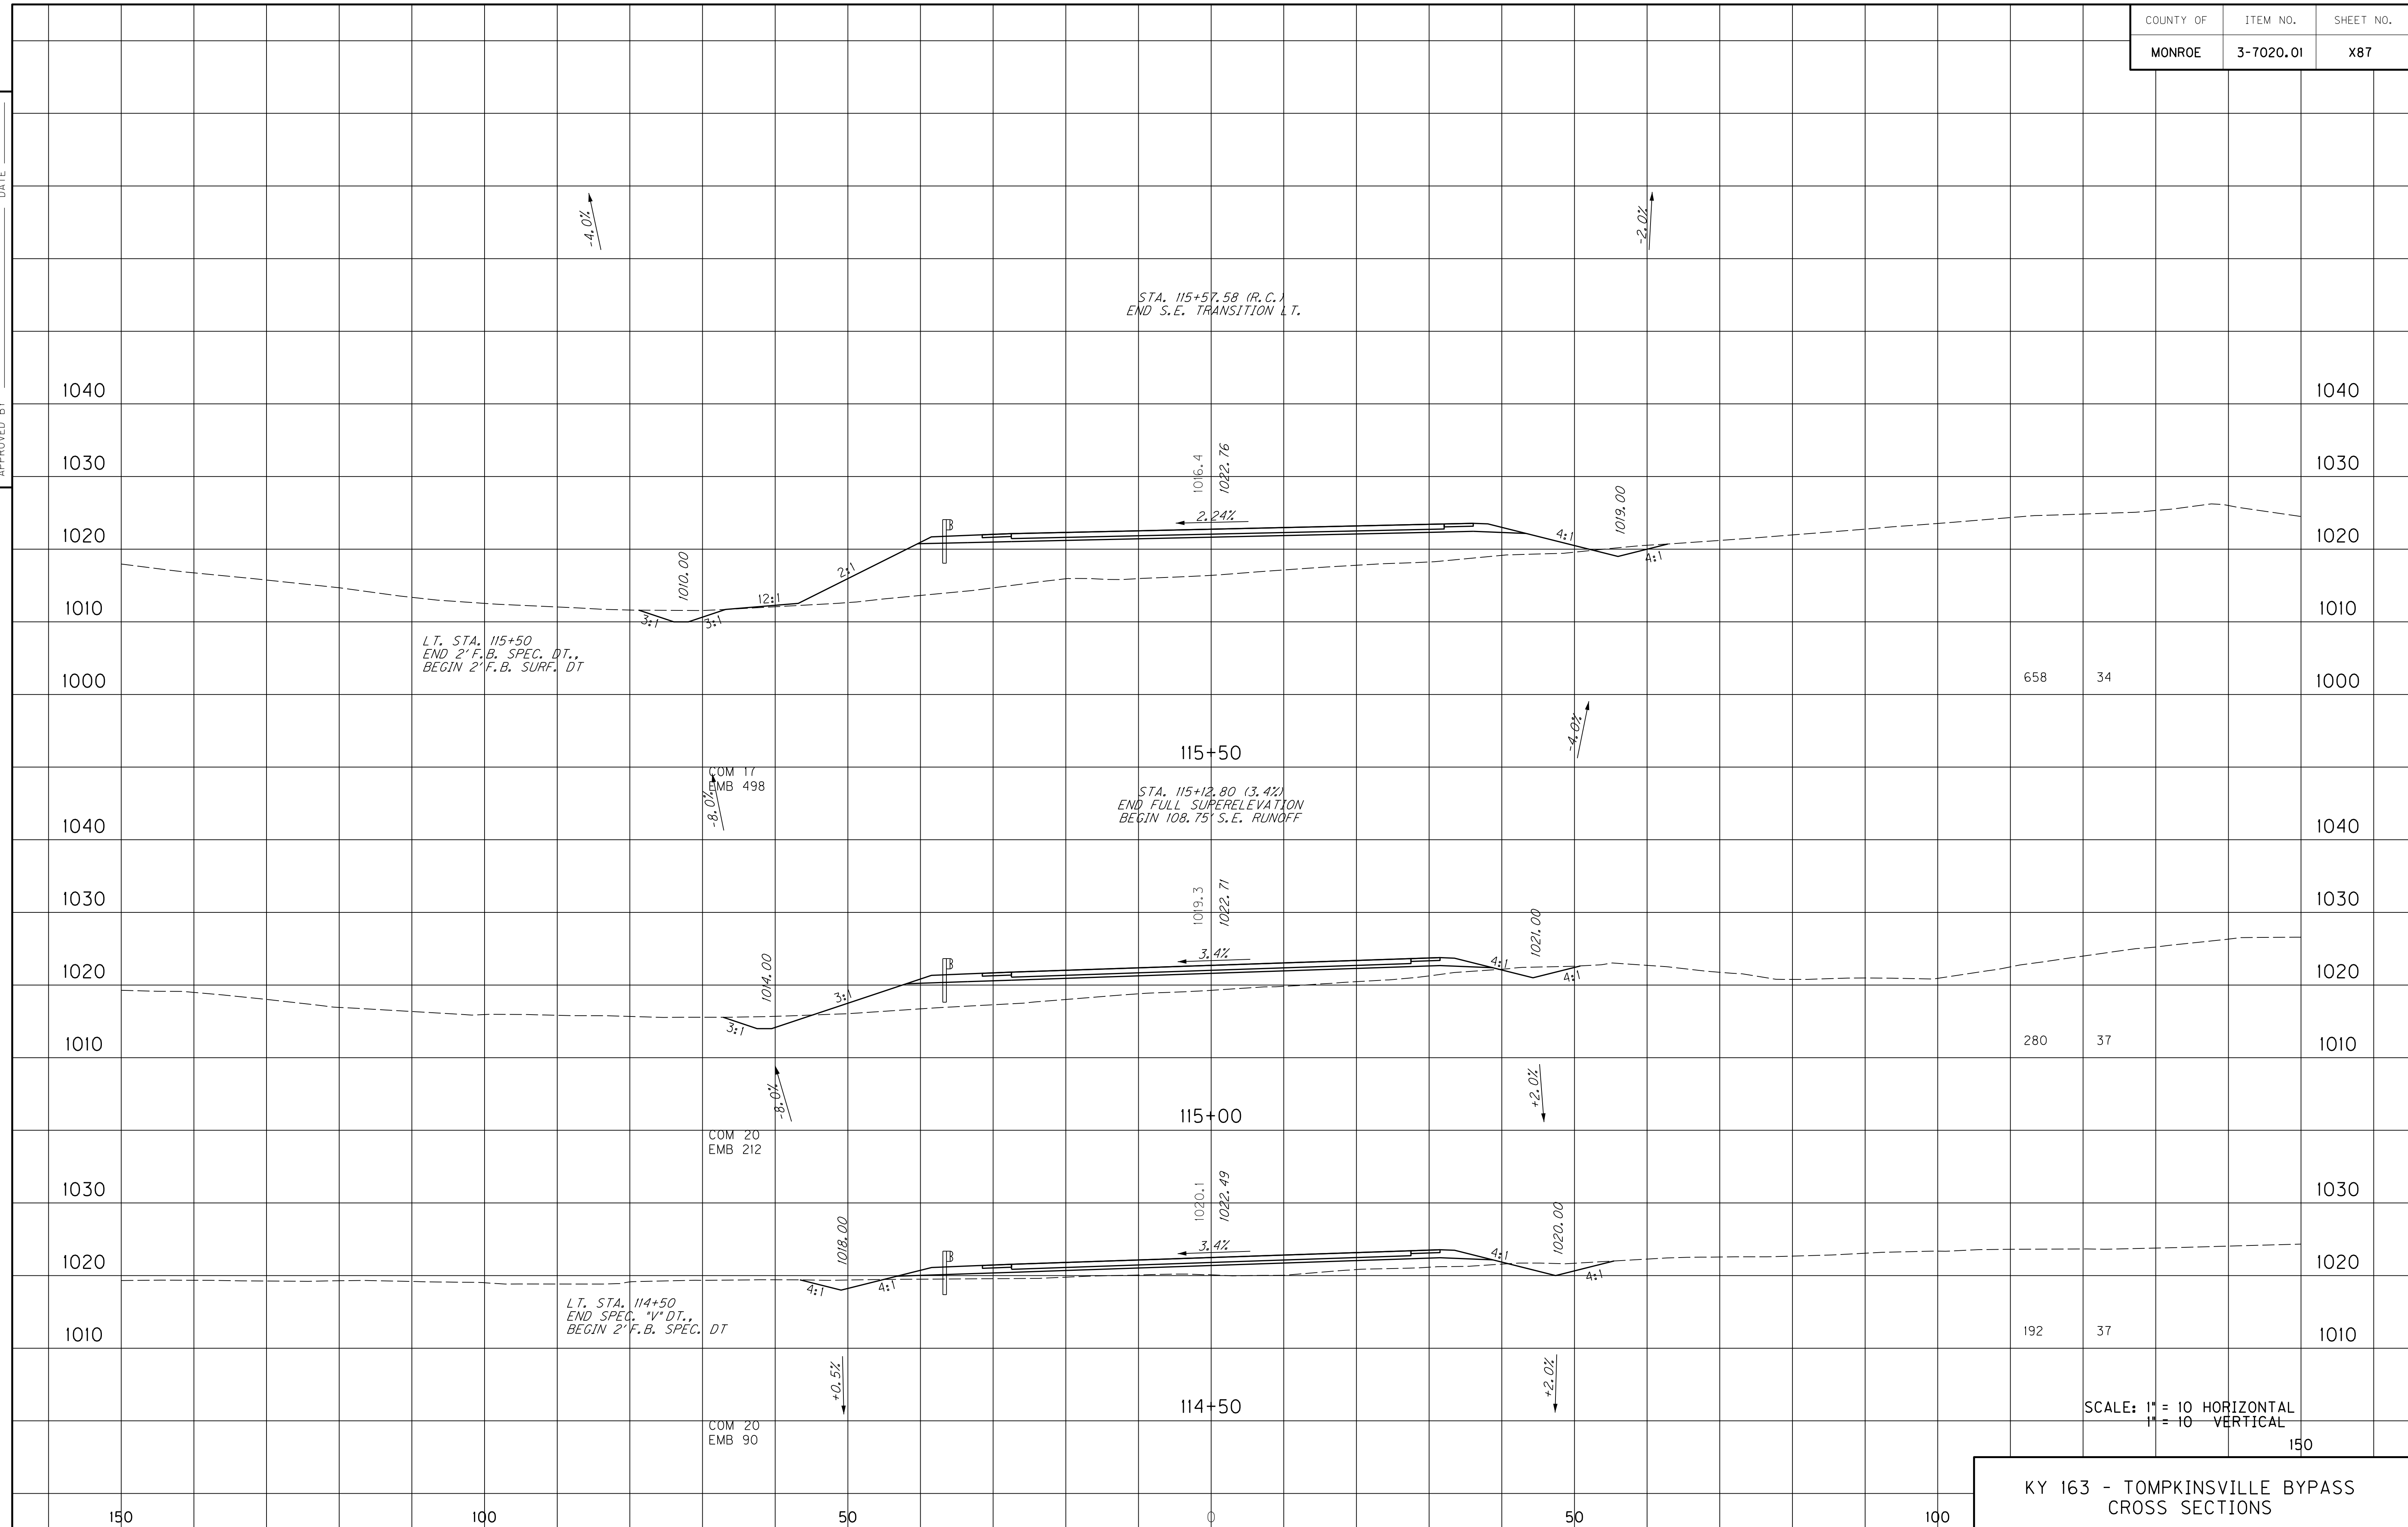 COUNTY OF ITEM NO. SHEET NO.
MONROE 3-7020.01 X87
DATE
APPROVED BY
-4.0%
-2.0%
STA. 115+57.58 (R.C.)
END S.E. TRANSITION LT.
1040 1040
1030 1030
1016.4
1022.76
2.24%
1019.00
1020 1020
4:1
4:1
1010.00
2:1
12:1
1010 1010
3:1
3:1
LT. STA. 115+50
END 2' F.B. SPEC. DT.,
BEGIN 2' F.B. SURF. DT
1000 658 34 1000
-4.0%
115+50
COM 17
EMB 498
-8.0%
STA. 115+12.80 (3.4%)
END FULL SUPERELEVATION
BEGIN 108.75' S.E. RUNOFF
1040 1040
1030 1030
1019.3
1022.71
3.4%
1021.00
1020 1020
4:1
4:1
1014.00
3:1
3:1
1010 280 37 1010
-8.0%
+2.0%
115+00
COM 20
EMB 212
1030 1030
1020.1
1022.49
3.4%
1018.00
1020.00
1020 1020
4:1
4:1
4:1
4:1
LT. STA. 114+50
END SPEC. "V" DT.,
BEGIN 2' F.B. SPEC. DT
1010 192 37 1010
+0.5%
+2.0%
114+50
COM 20
EMB 90
SCALE: 1" = 10 HORIZONTAL
1" = 10 VERTICAL
150
KY 163 - TOMPKINSVILLE BYPASS
CROSS SECTIONS
150 100 50 0 50 100